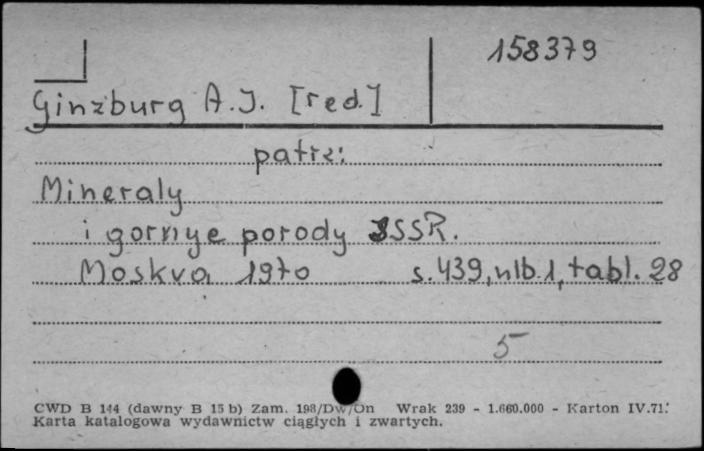 158379
Ginzburg A.I. [red.]
patrz:
Mineraly
i gornye porody SSSR.
Moskva 1970 s. 439, nlb. 1, tabl. 28
5
CWD B 144 (dawny B 15 b) Zam. 198/Dw/On Wrak 239 - 1.660.000 - Karton IV.71.
Karta katalogowa wydawnictw ciągłych i zwartych.